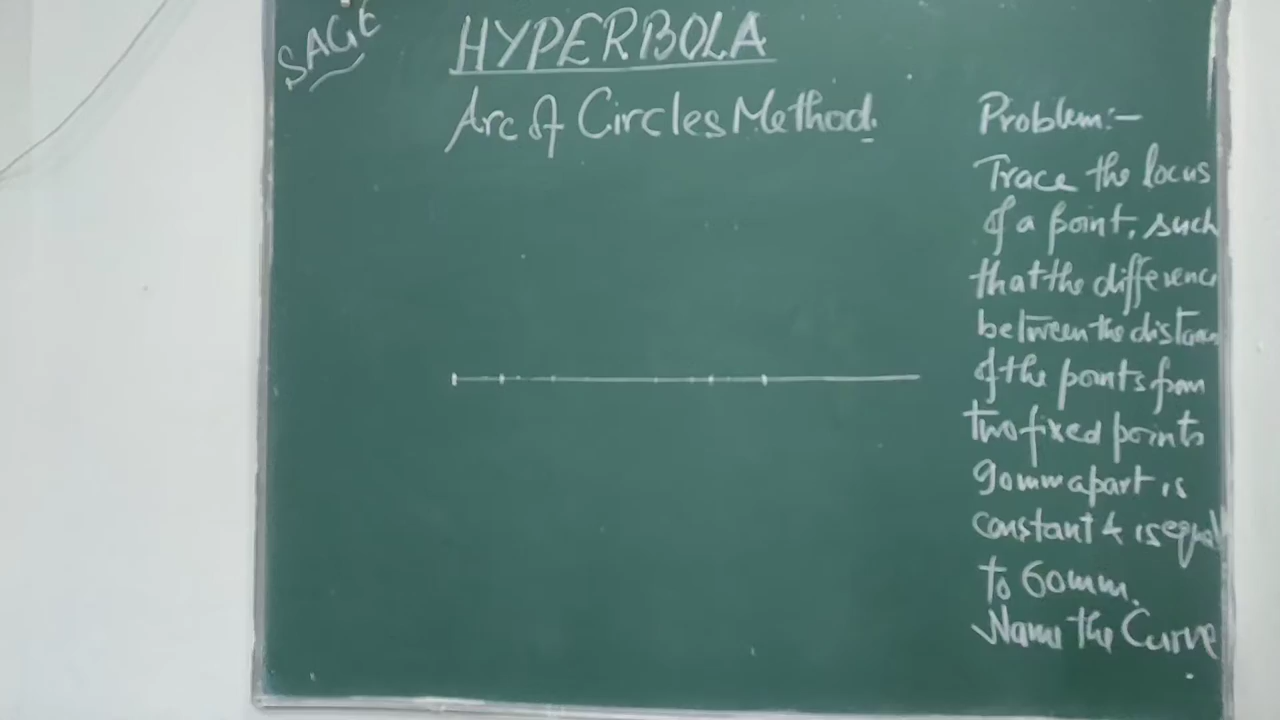 SAGE
HYPERBOLA
Arc of Circles Method.
Problem:-
Trace the locus
of a point, such
that the difference
between the distan
of the points from
two fixed points
90mm apart is
constant & is equal
to 60mm.
Name the Curve